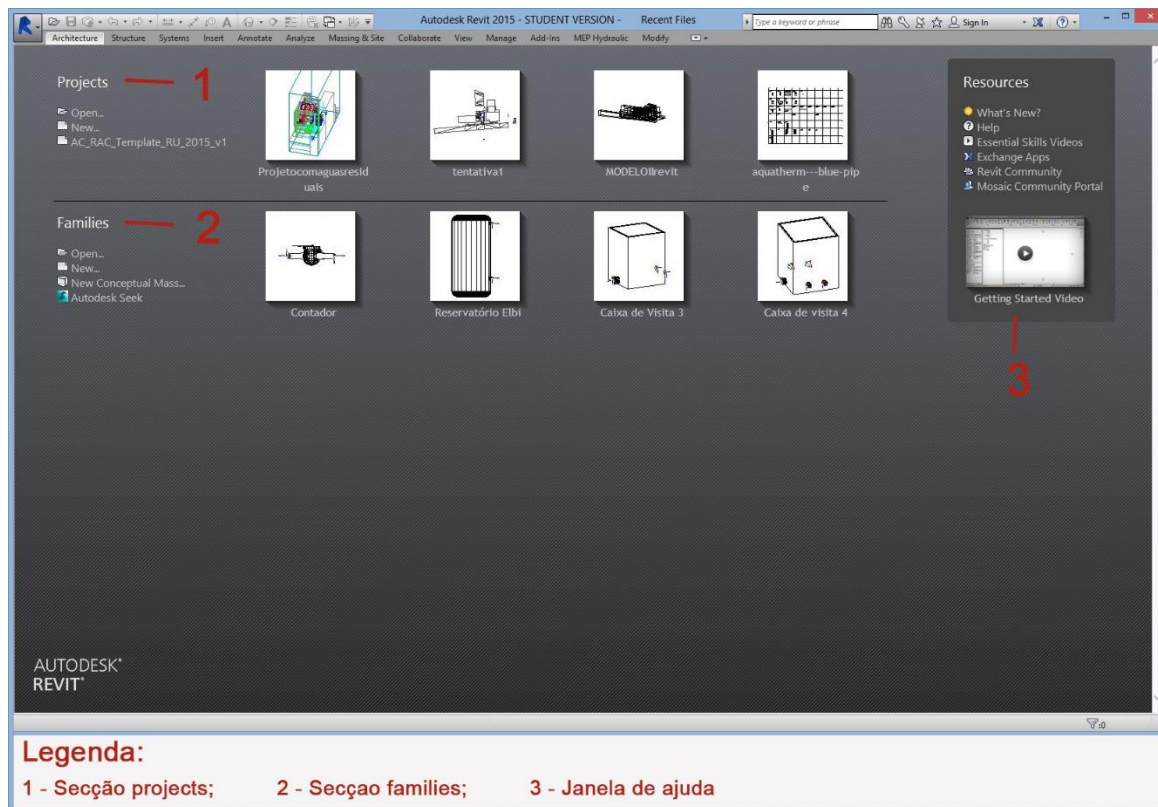 Autodesk Revit 2015 - STUDENT VERSION - Recent Files
Type a keyword or phrase
Sign In
Architecture Structure Systems Insert Annotate Analyze Massing & Site Collaborate View Manage Add-Ins MEP Hydraulic Modify
Projects
1
Open...
New...
AC_RAC_Template_RU_2015_v1
Projetocomaguasresid
uais
tentativa1
MODELOIIrevit
aquatherm---blue-pip
e
Families
2
Open...
New...
New Conceptual Mass...
Autodesk Seek
Contador
Reservatório Elbi
Caixa de Visita 3
Caixa de visita 4
Resources
What's New?
Help
Essential Skills Videos
Exchange Apps
Revit Community
Mosaic Community Portal
Getting Started Video
3
AUTODESK®
REVIT®
:0
Legenda:
1 - Secção projects; 2 - Secçao families; 3 - Janela de ajuda